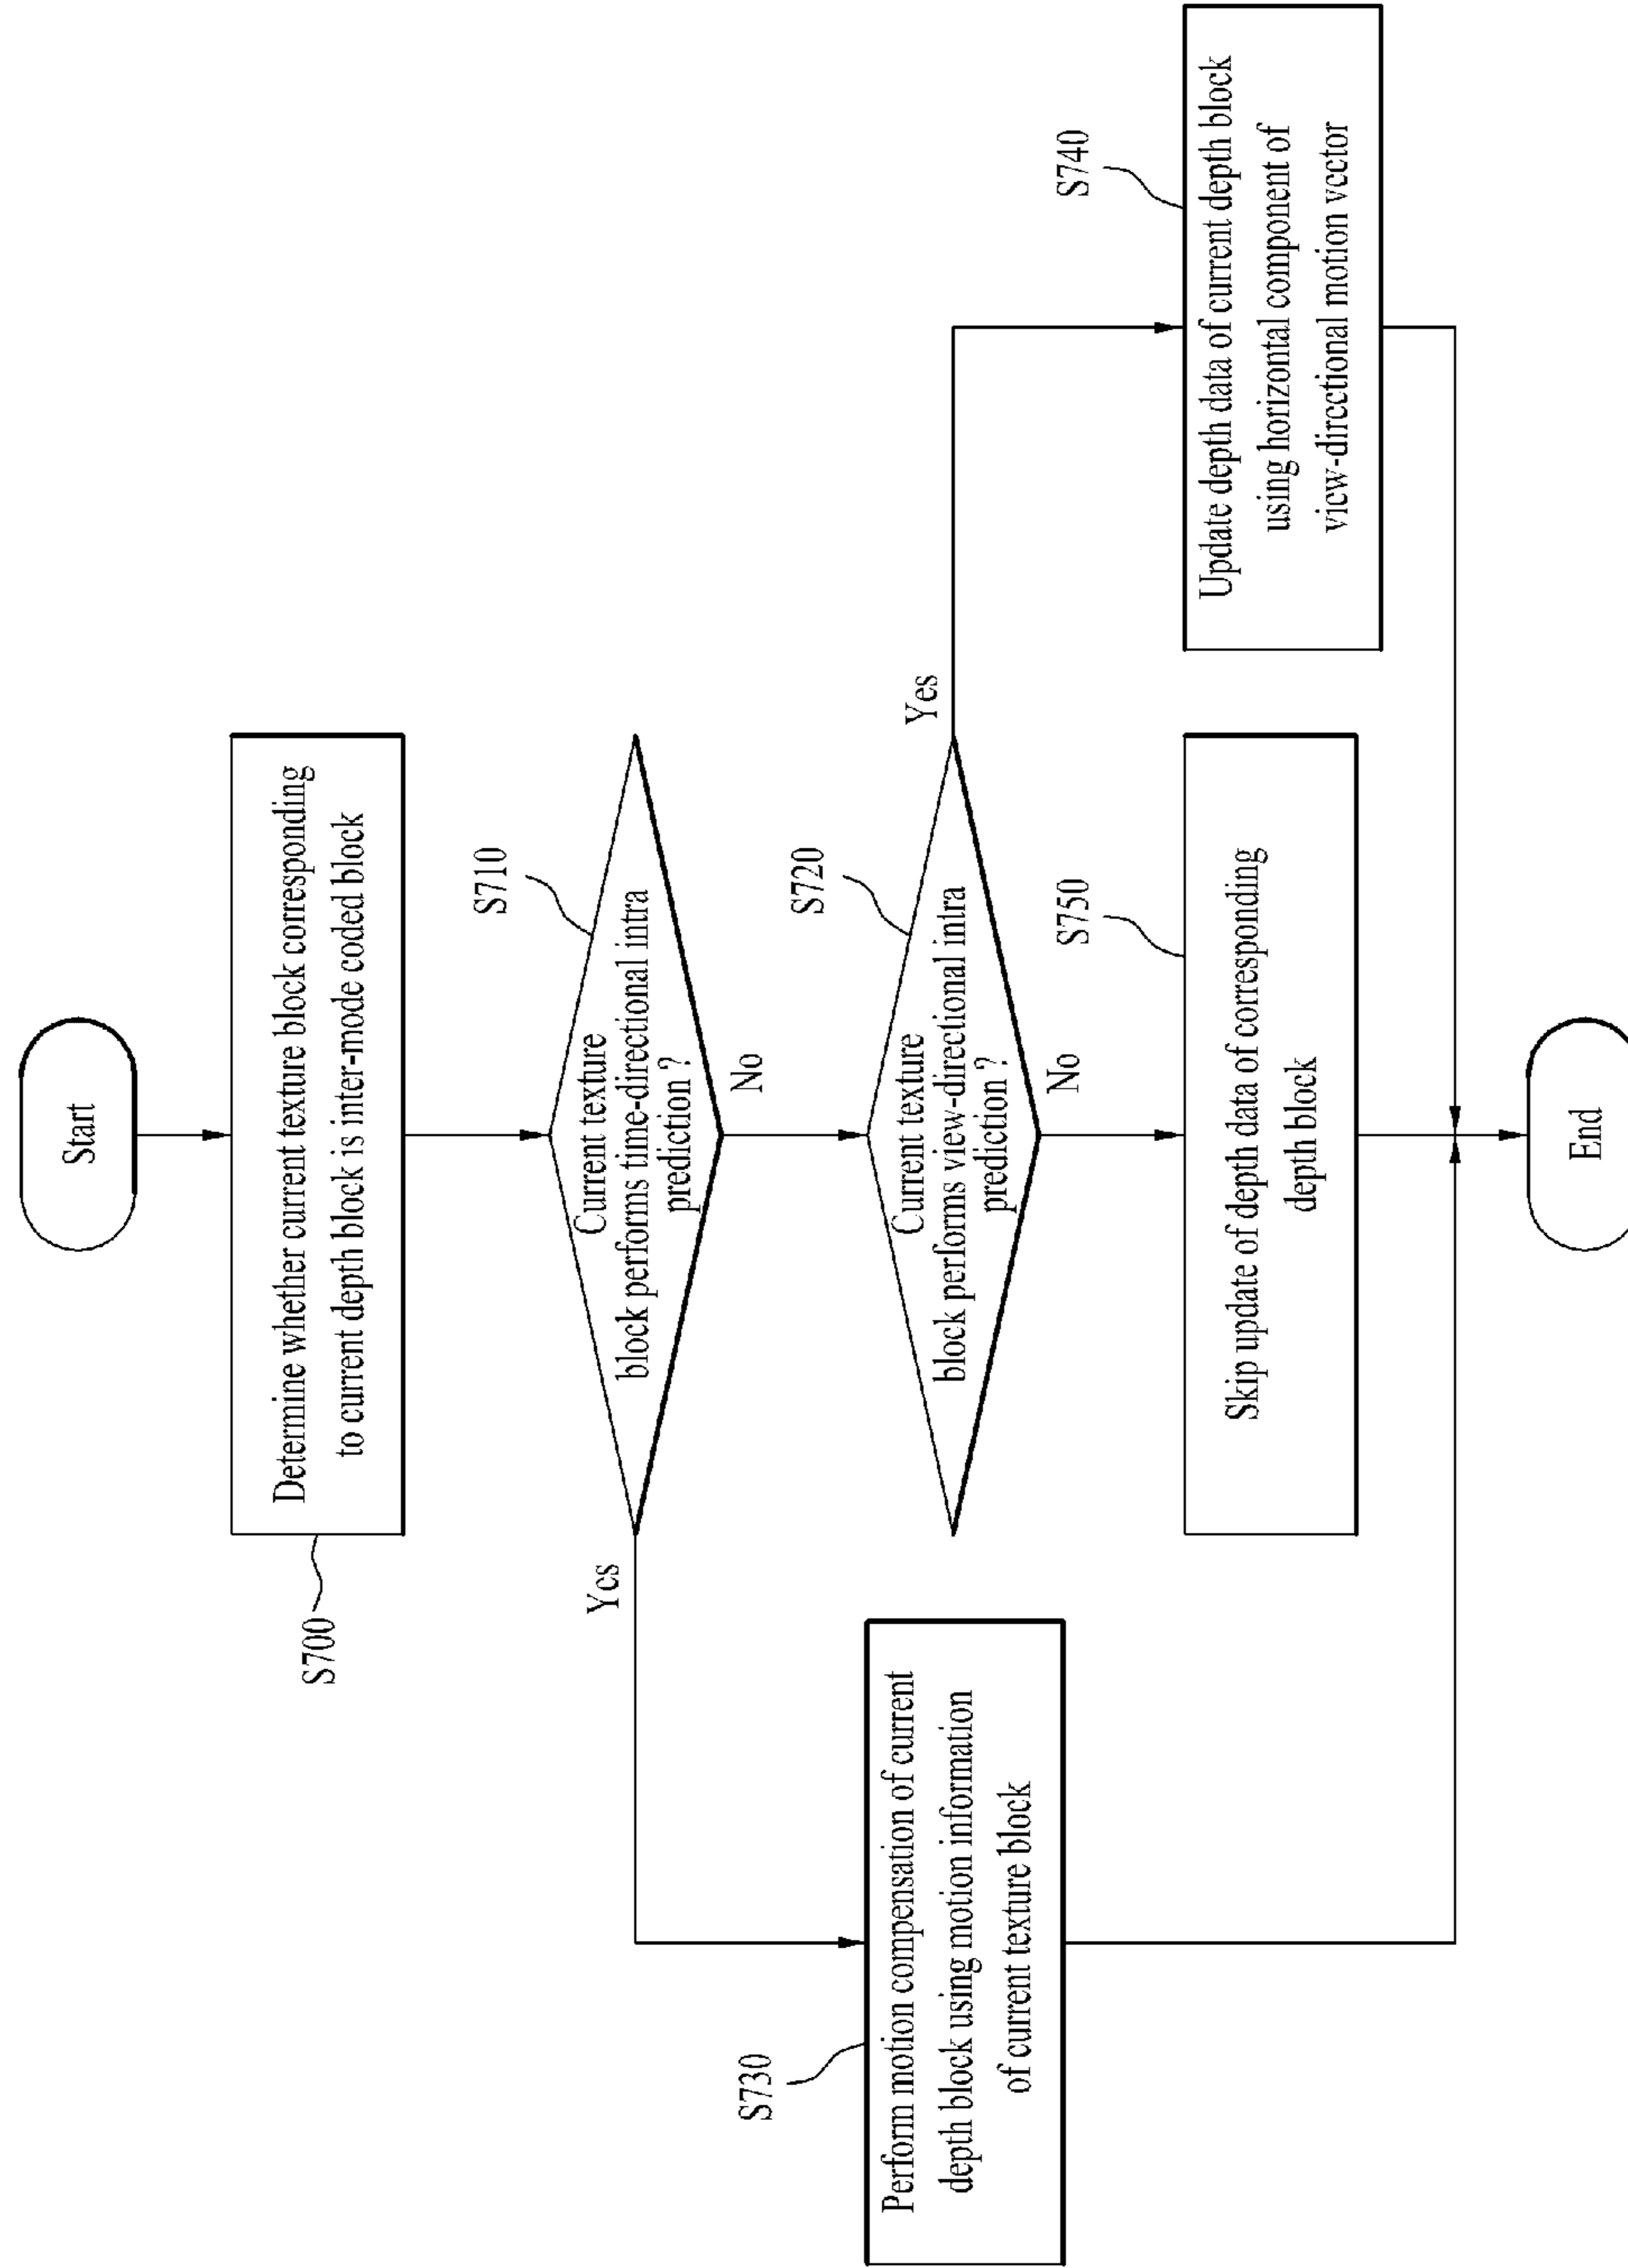 Start
S700
Determine whether current texture block corresponding
to current depth block is inter-mode coded block
S710
Current texture
block performs time-directional intra
prediction ?
Yes
No
S720
Current texture
block performs view-directional intra
prediction ?
Yes
No
S730
Perform motion compensation of current
depth block using motion information
of current texture block
S750
Skip update of depth data of corresponding
depth block
S740
Update depth data of current depth block
using horizontal component of
view-directional motion vector
End